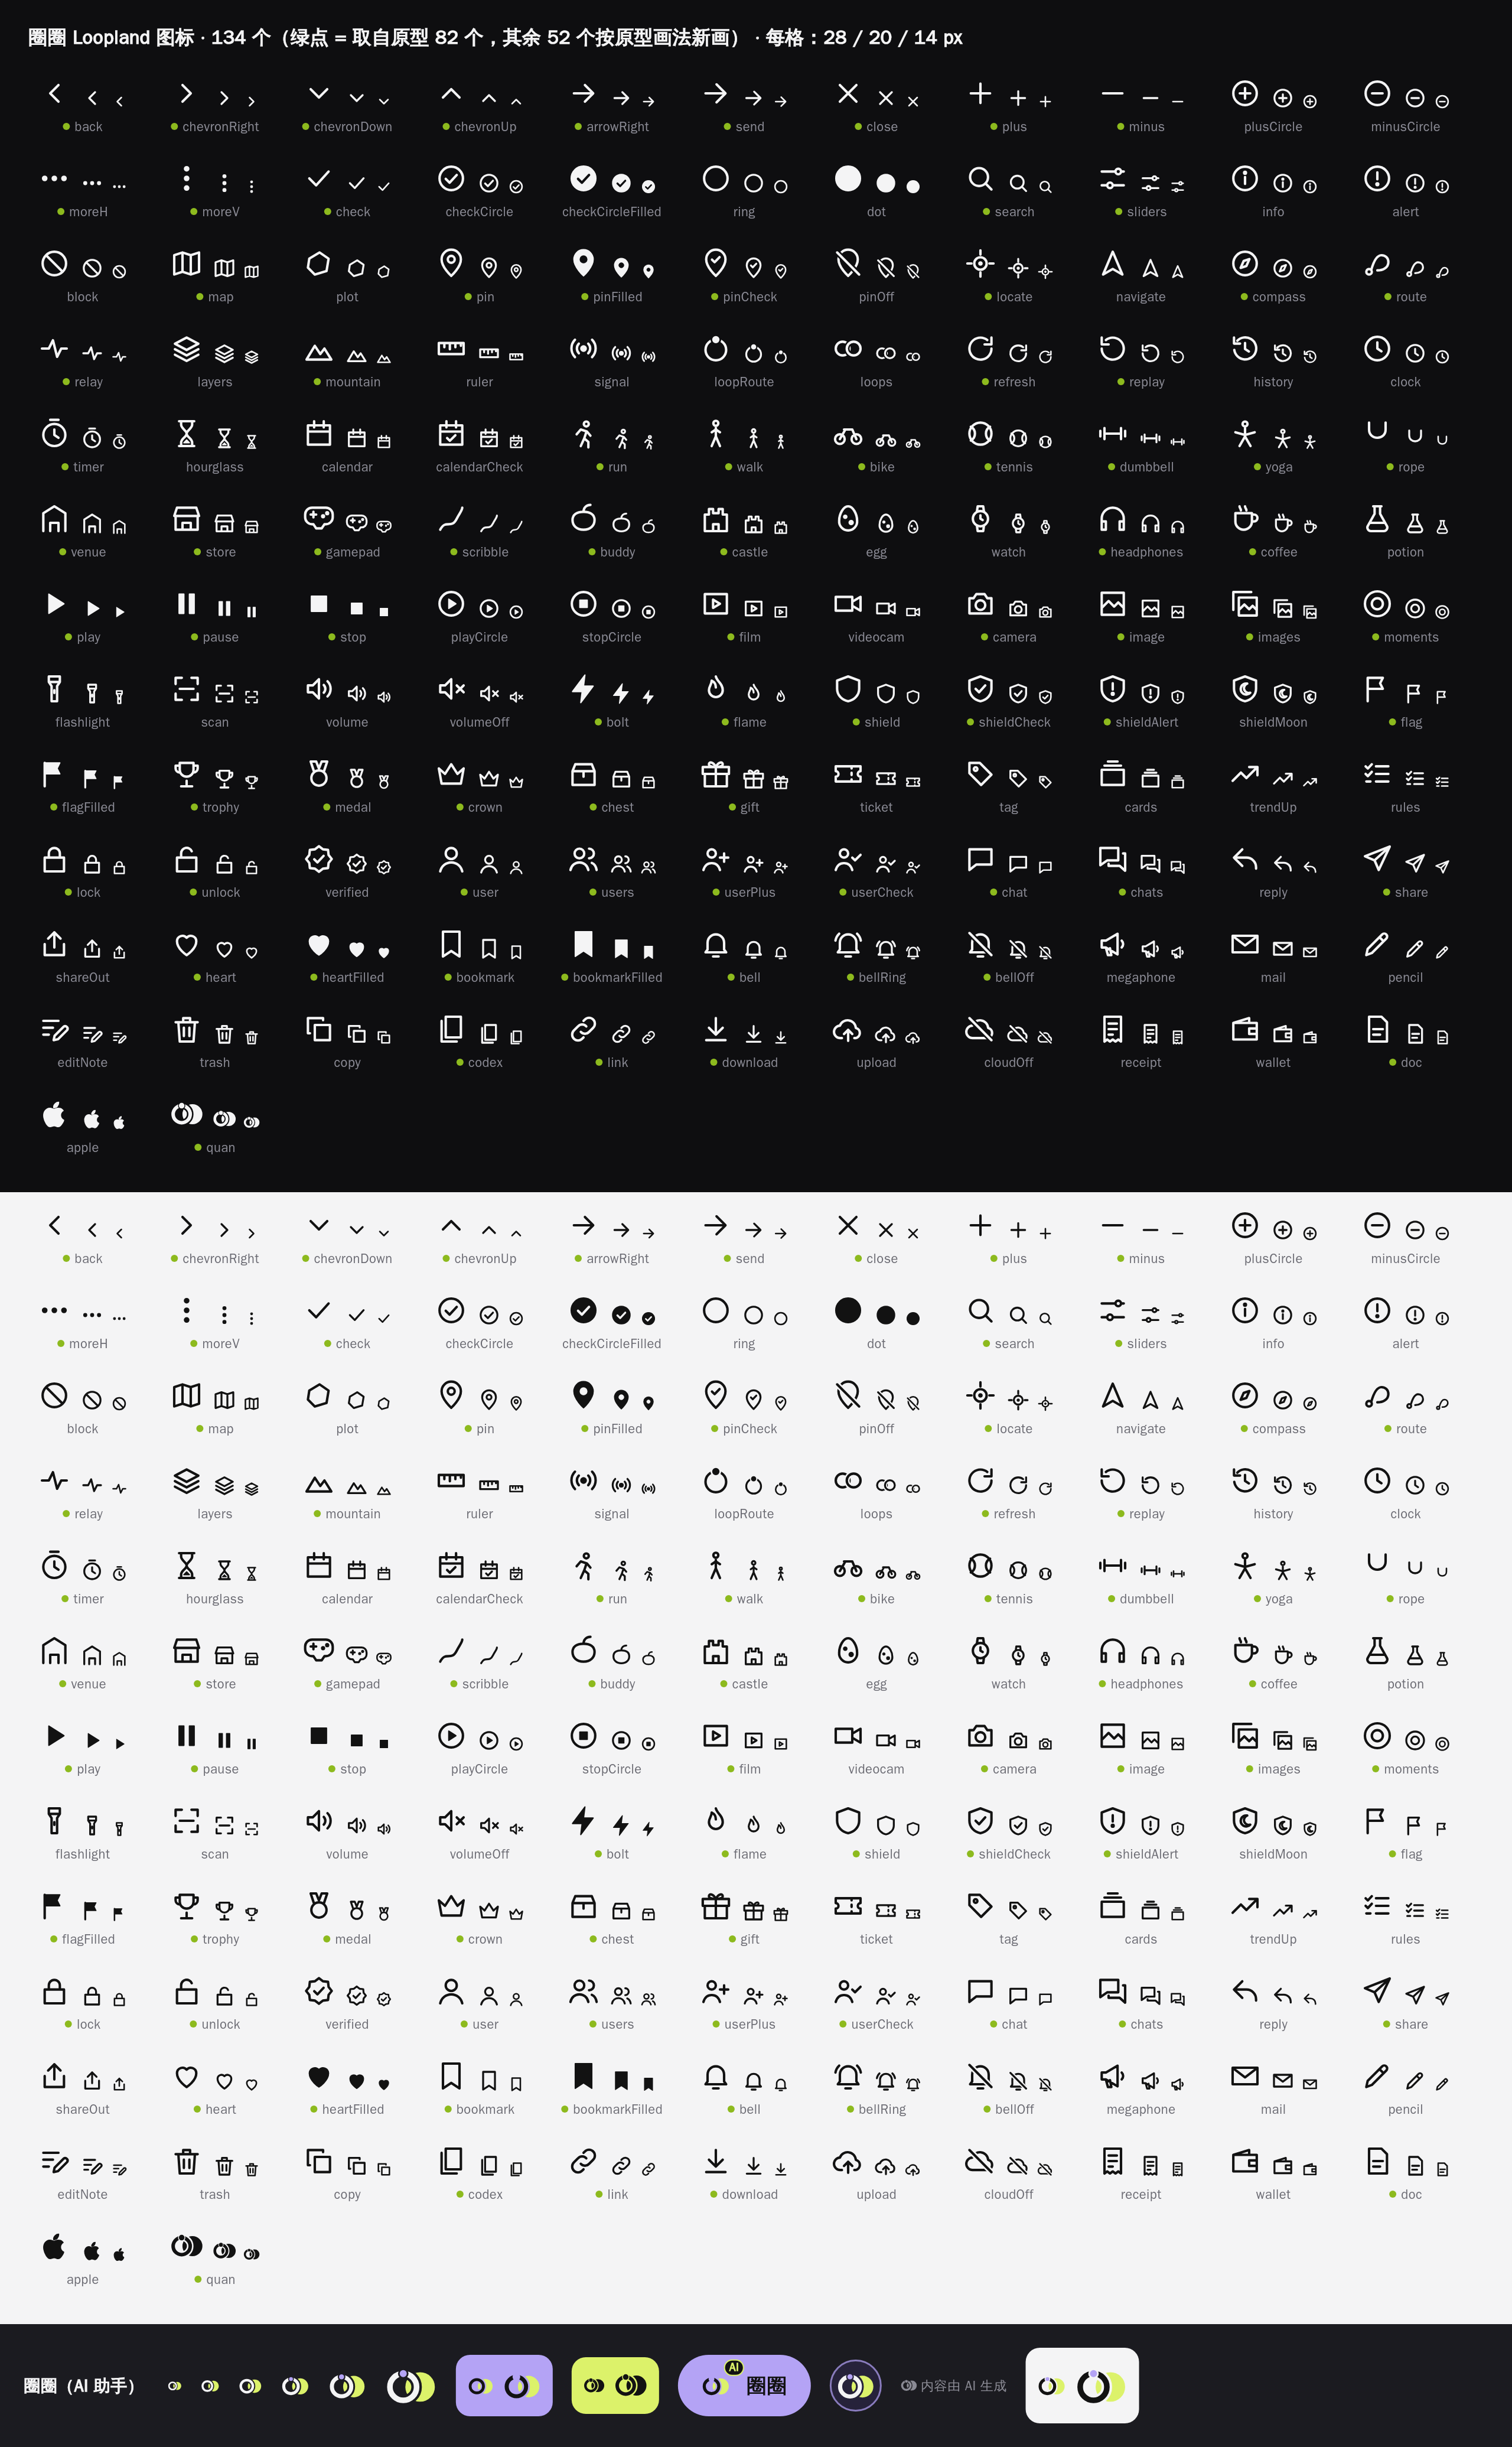 圈圈 Loopland 图标 · 134 个（绿点 = 取自原型 82 个，其余 52 个按原型画法新画） · 每格：28 / 20 / 14 px
back chevronRight chevronDown chevronUp arrowRight send close plus minus plusCircle minusCircle
moreH moreV check checkCircle checkCircleFilled ring dot search sliders info alert
block map plot pin pinFilled pinCheck pinOff locate navigate compass route
relay layers mountain ruler signal loopRoute loops refresh replay history clock
timer hourglass calendar calendarCheck run walk bike tennis dumbbell yoga rope
venue store gamepad scribble buddy castle egg watch headphones coffee potion
play pause stop playCircle stopCircle film videocam camera image images moments
flashlight scan volume volumeOff bolt flame shield shieldCheck shieldAlert shieldMoon flag
flagFilled trophy medal crown chest gift ticket tag cards trendUp rules
lock unlock verified user users userPlus userCheck chat chats reply share
shareOut heart heartFilled bookmark bookmarkFilled bell bellRing bellOff megaphone mail pencil
editNote trash copy codex link download upload cloudOff receipt wallet doc
apple quan
back chevronRight chevronDown chevronUp arrowRight send close plus minus plusCircle minusCircle
moreH moreV check checkCircle checkCircleFilled ring dot search sliders info alert
block map plot pin pinFilled pinCheck pinOff locate navigate compass route
relay layers mountain ruler signal loopRoute loops refresh replay history clock
timer hourglass calendar calendarCheck run walk bike tennis dumbbell yoga rope
venue store gamepad scribble buddy castle egg watch headphones coffee potion
play pause stop playCircle stopCircle film videocam camera image images moments
flashlight scan volume volumeOff bolt flame shield shieldCheck shieldAlert shieldMoon flag
flagFilled trophy medal crown chest gift ticket tag cards trendUp rules
lock unlock verified user users userPlus userCheck chat chats reply share
shareOut heart heartFilled bookmark bookmarkFilled bell bellRing bellOff megaphone mail pencil
editNote trash copy codex link download upload cloudOff receipt wallet doc
apple quan
圈圈（AI 助手） AI 圈圈 内容由 AI 生成